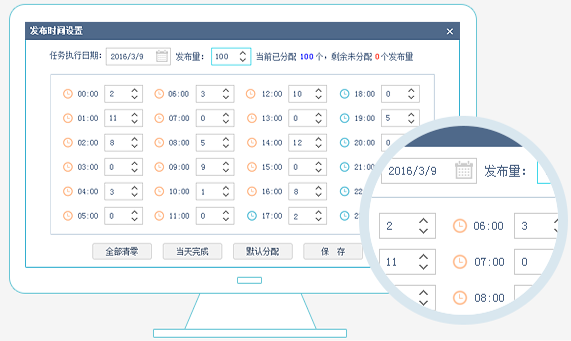 发布时间设置
任务执行日期: 2016/3/9 发布量: 100 当前已分配 100 个，剩余未分配 0个发布量
00:00 2 06:00 3 12:00 10 18:00 0
01:00 11 07:00 0 13:00 0 19:00 5
02:00 8 08:00 5 14:00 12 20:00 0
03:00 0 09:00 9 15:00 0 21:00
04:00 3 10:00 1 16:00 8
05:00 0 11:00 0 17:00 2
全部清零 当天完成 默认分配 保 存
2016/3/9 发布量:
2 06:00 3
11 07:00 0
08:00